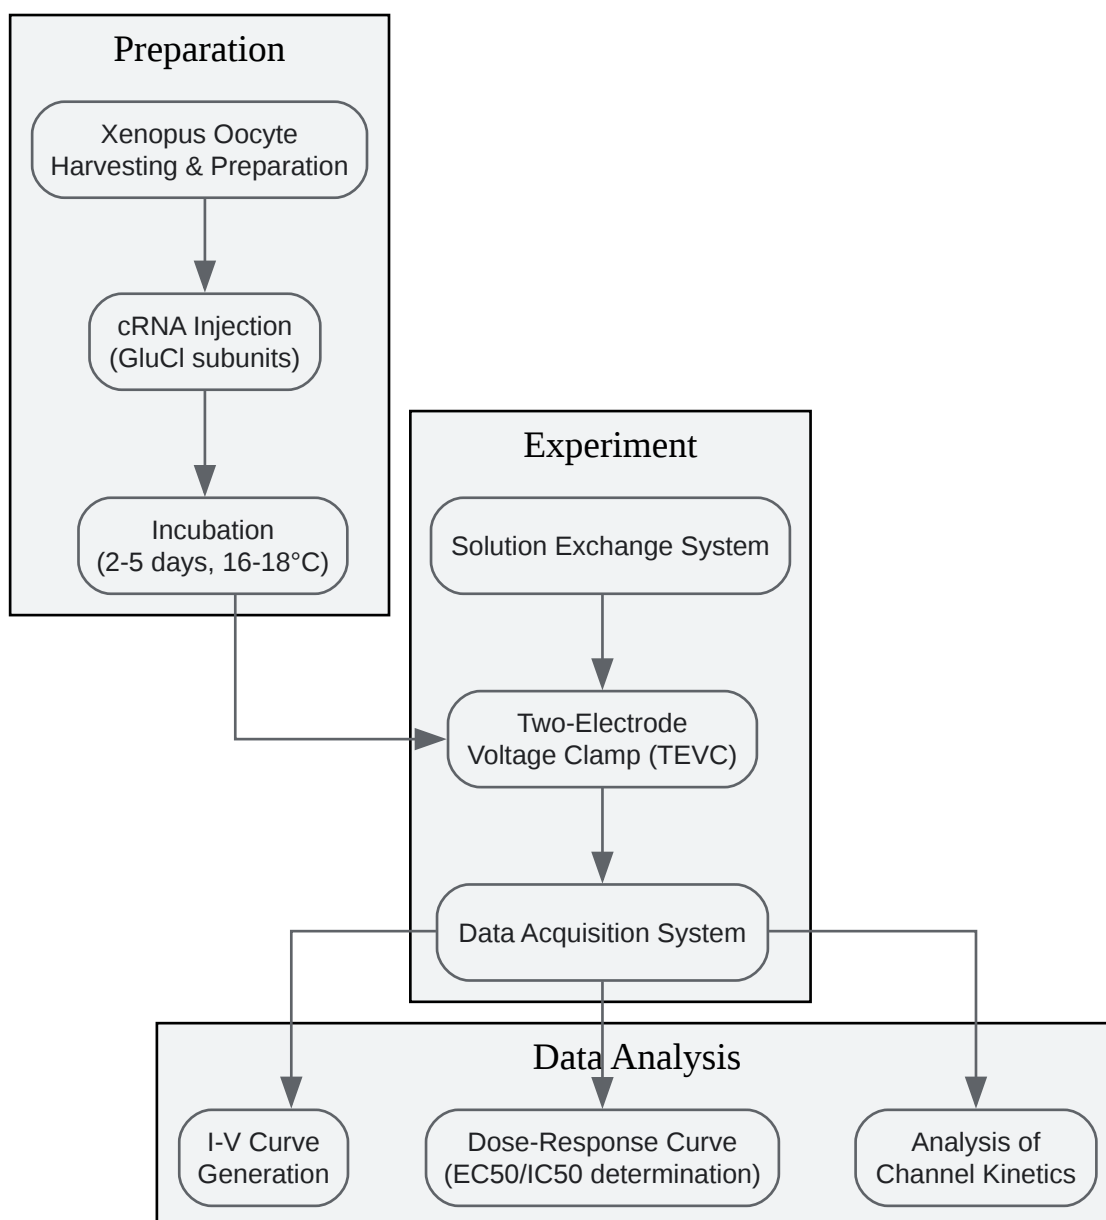 Preparation
Xenopus Oocyte
Harvesting & Preparation
cRNA Injection
(GluCl subunits)
Incubation
(2-5 days, 16-18°C)
Experiment
Solution Exchange System
Two-Electrode
Voltage Clamp (TEVC)
Data Acquisition System
Data Analysis
I-V Curve
Generation
Dose-Response Curve
(EC50/IC50 determination)
Analysis of
Channel Kinetics